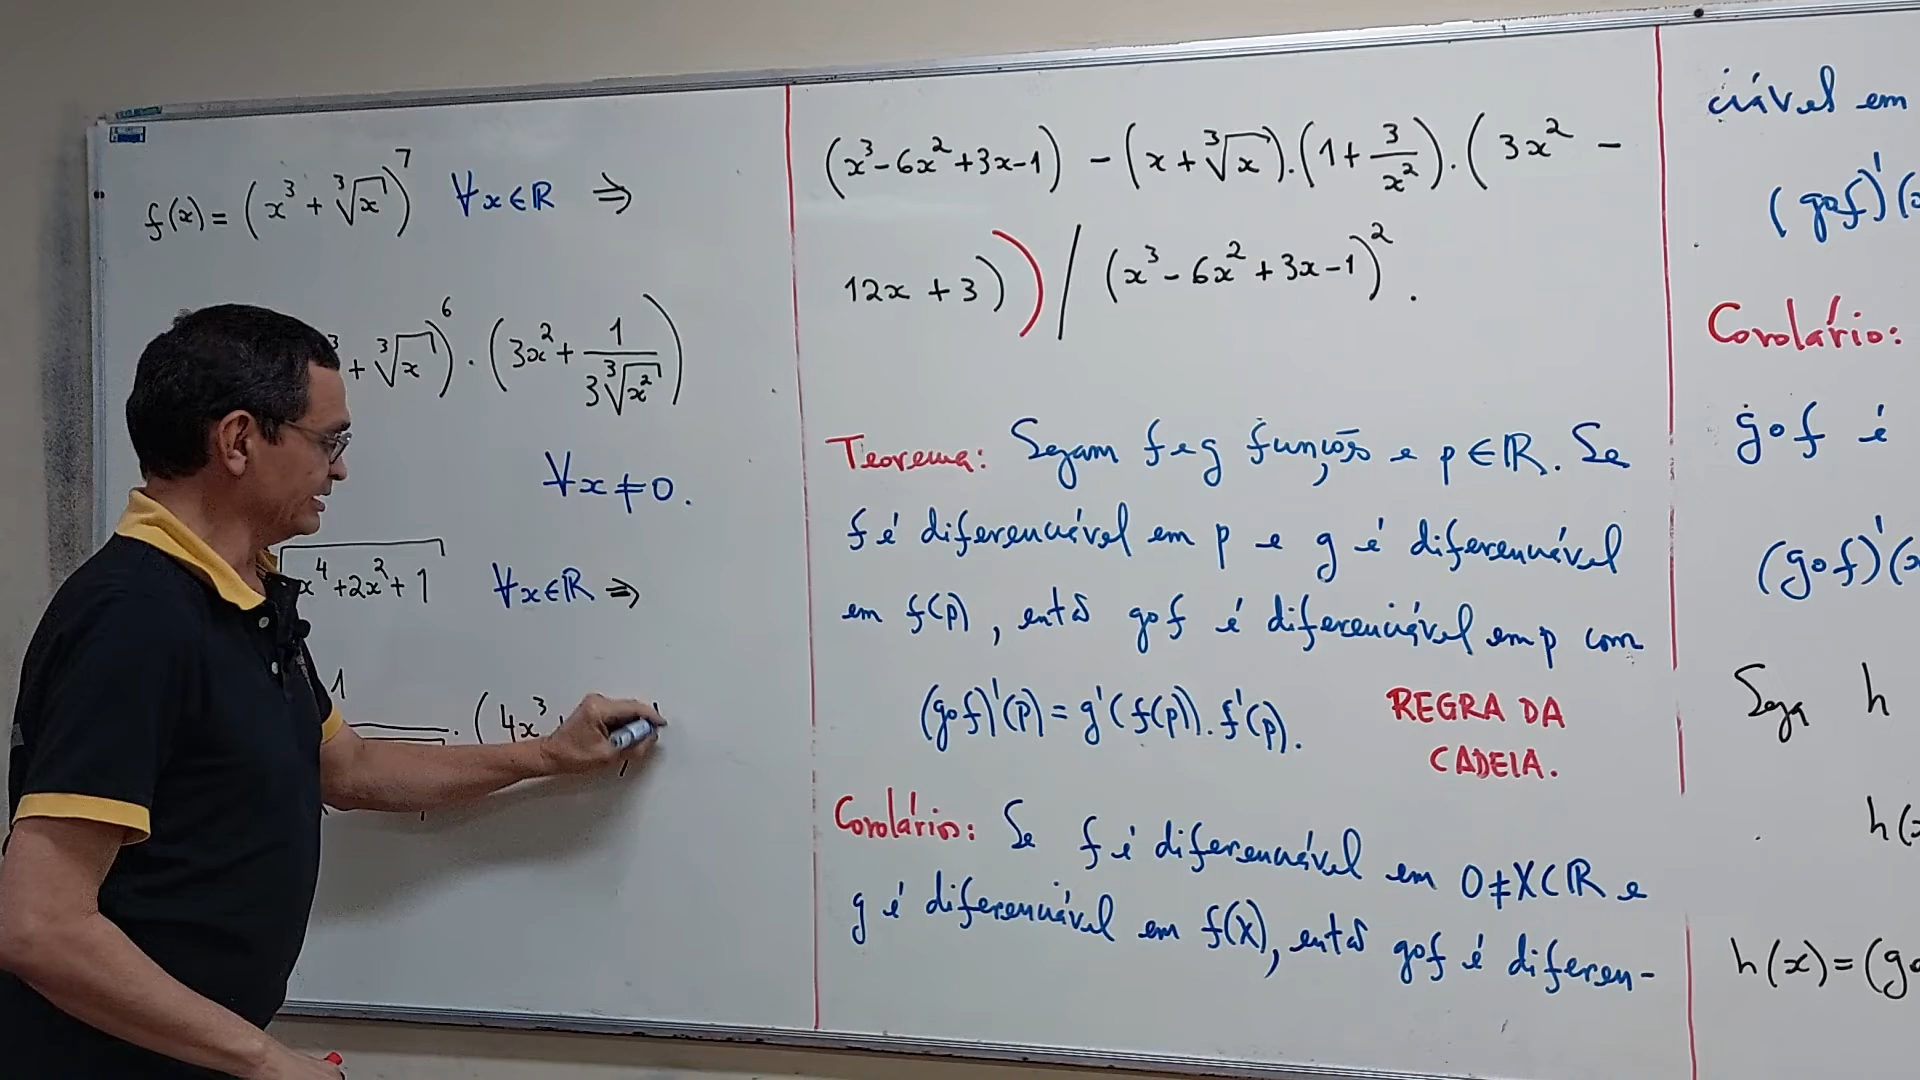 f(x) = (x³ + ∛x)⁷ ∀x∈ℝ ⇒
³ + ∛x)⁶ · (3x² + 1/(3∛x²))
∀x≠0.
x⁴+2x²+1 ∀x∈ℝ ⇒
1 · (4x³
(x³-6x²+3x-1) - (x+∛x).(1+3/x²).(3x² -
12x + 3)) / (x³-6x²+3x-1)².
Teorema: Sejam f e g funções e p∈ℝ. Se
f é diferenciável em p e g é diferenciável
em f(p), então gof é diferenciável em p com
(gof)'(p) = g'(f(p)). f'(p).
REGRA DA
CADEIA.
Corolário: Se f é diferenciável em 0≠X⊂ℝ e
g é diferenciável em f(X), então gof é diferen-
ciável em
(gof)'(
Corolário:
gof é
(gof)'(
Seja h
h(
h(x)=(go